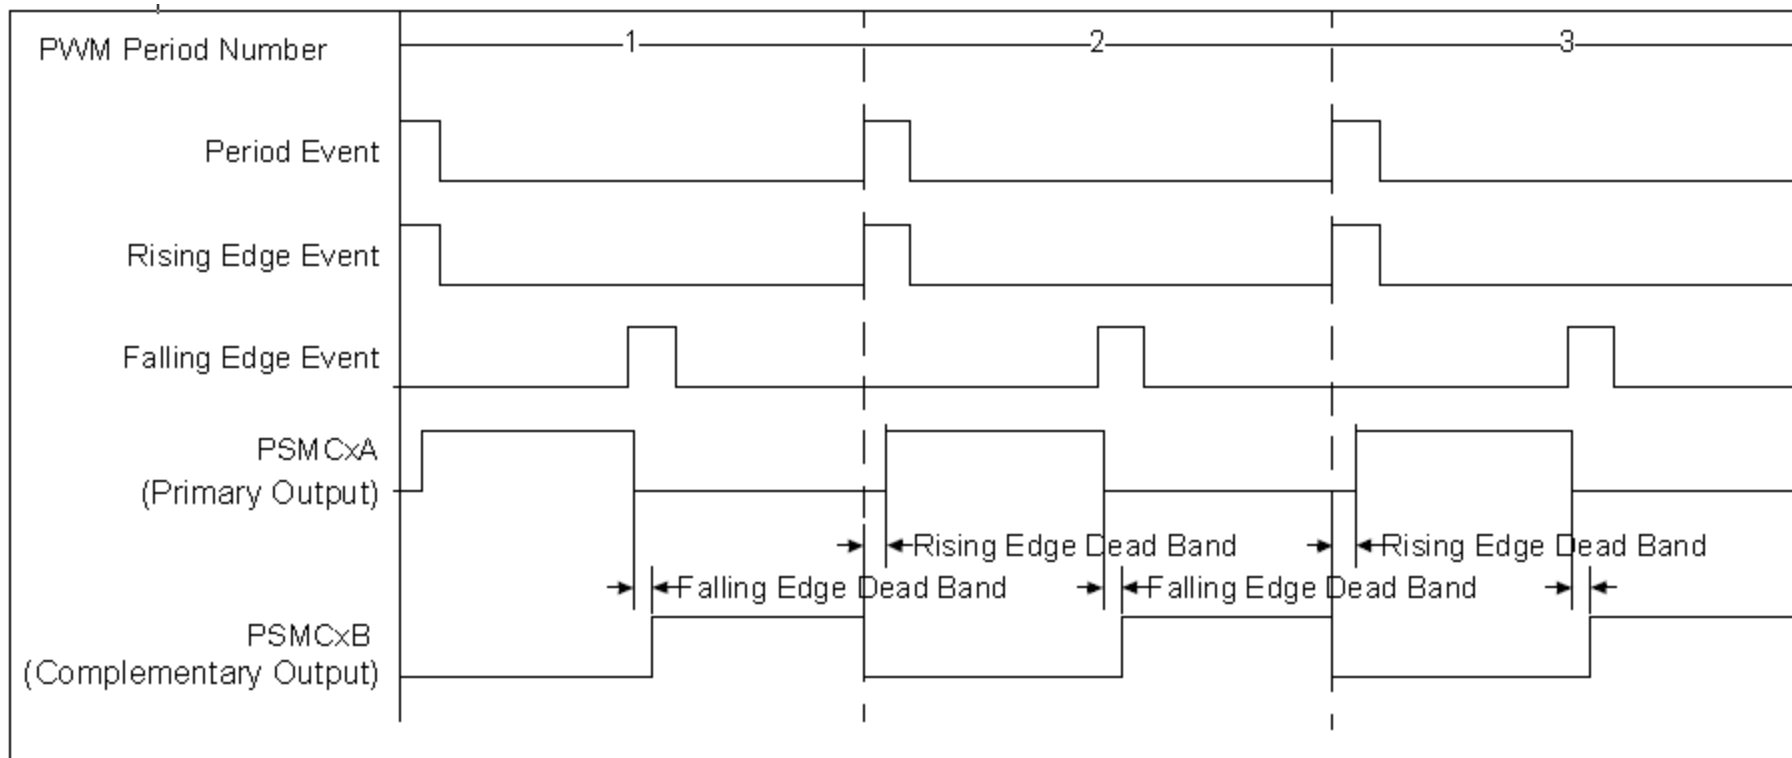 PWM Period Number
1
2
3
Period Event
Rising Edge Event
Falling Edge Event
PSMCxA
(Primary Output)
Rising Edge Dead Band
Rising Edge Dead Band
Falling Edge Dead Band
Falling Edge Dead Band
PSMCxB
(Complementary Output)